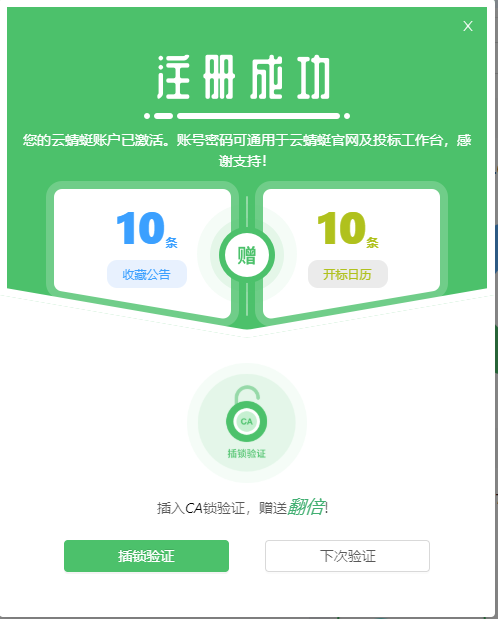 X
注册成功
您的云蜻蜓账户已激活。账号密码可通用于云蜻蜓官网及投标工作台，感
谢支持！
10条
10条
赠
收藏公告
开标日历
CA
插锁验证
插入CA锁验证，赠送翻倍！
插锁验证
下次验证